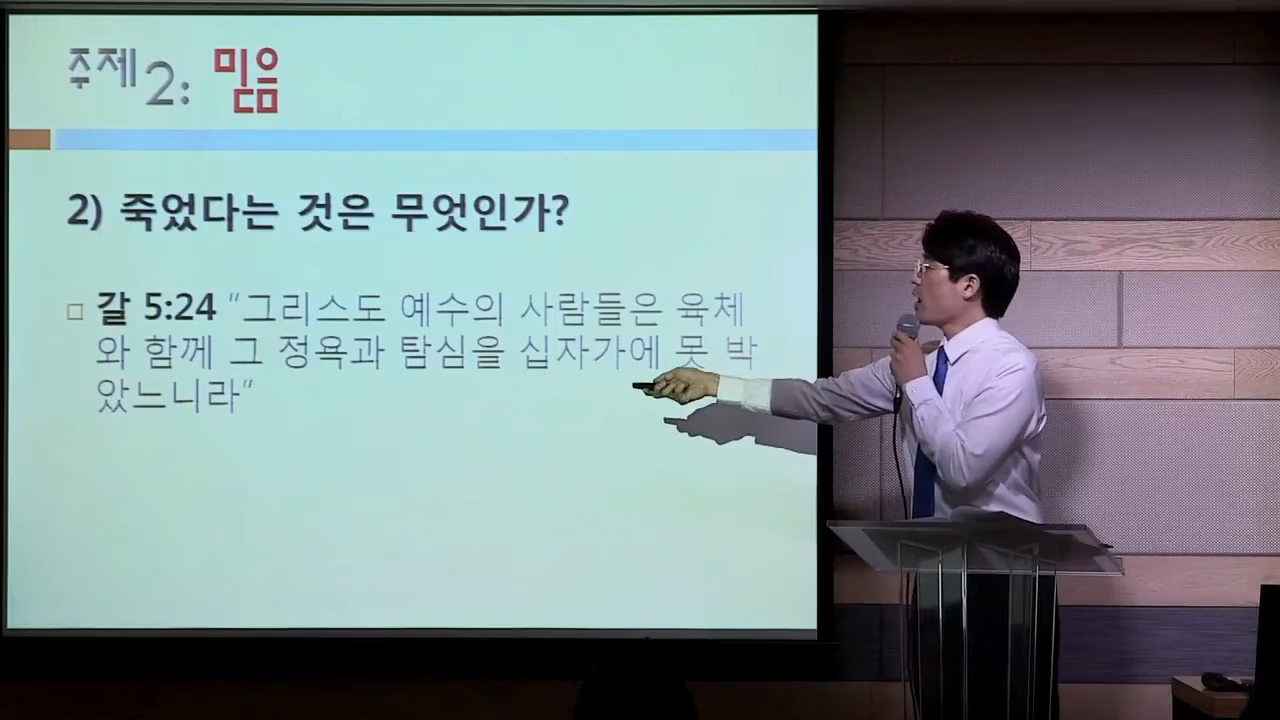 주제 2: 믿음
2) 죽었다는 것은 무엇인가?
갈 5:24 “그리스도 예수의 사람들은 육체
와 함께 그 정욕과 탐심을 십자가에 못 박
았느니라”